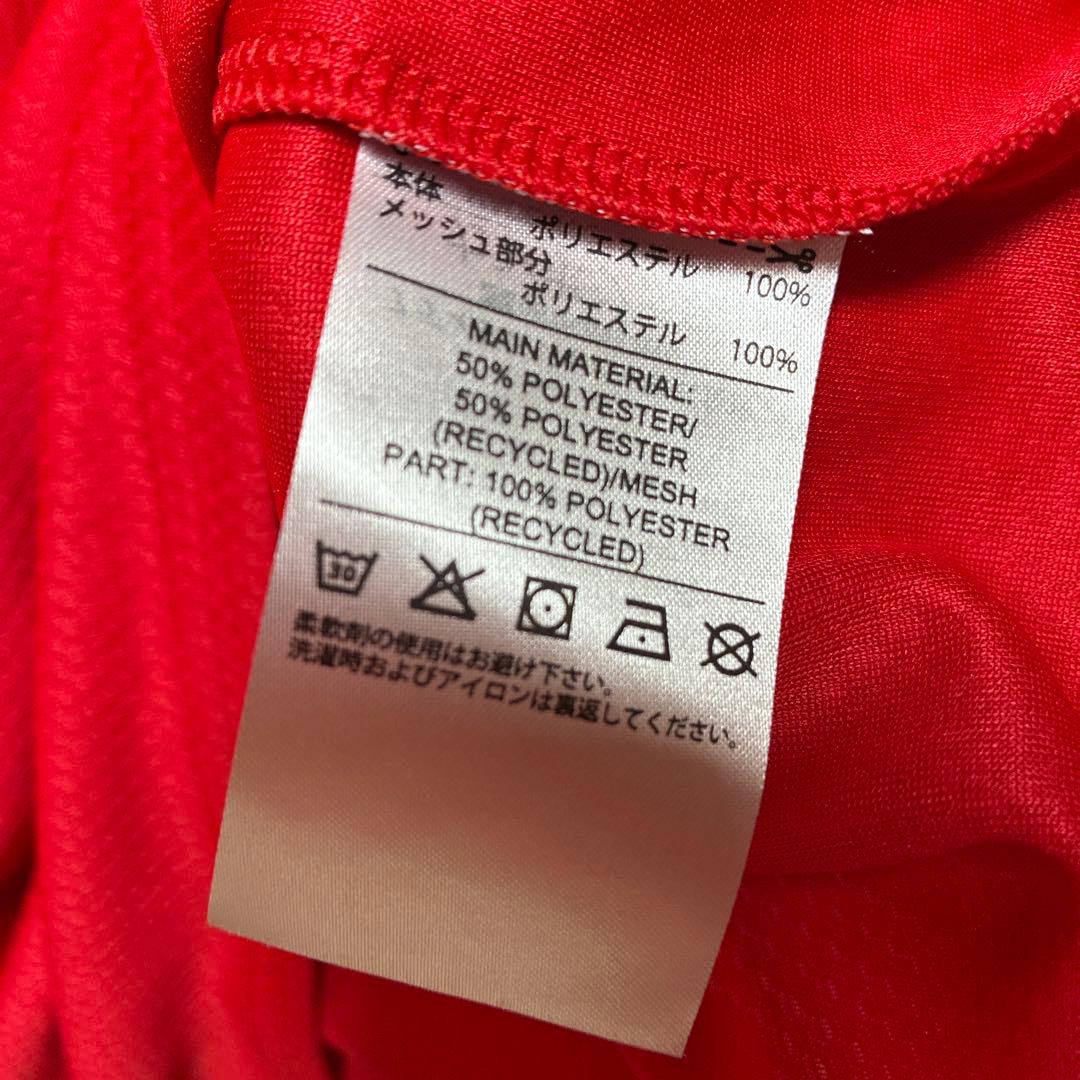 本体
ポリエステル 100%
メッシュ部分
ポリエステル 100%
MAIN MATERIAL:
50% POLYESTER/
50% POLYESTER
(RECYCLED)/MESH
PART: 100% POLYESTER
(RECYCLED)
30
柔軟剤の使用はお避け下さい。
洗濯時およびアイロンは裏返してください。